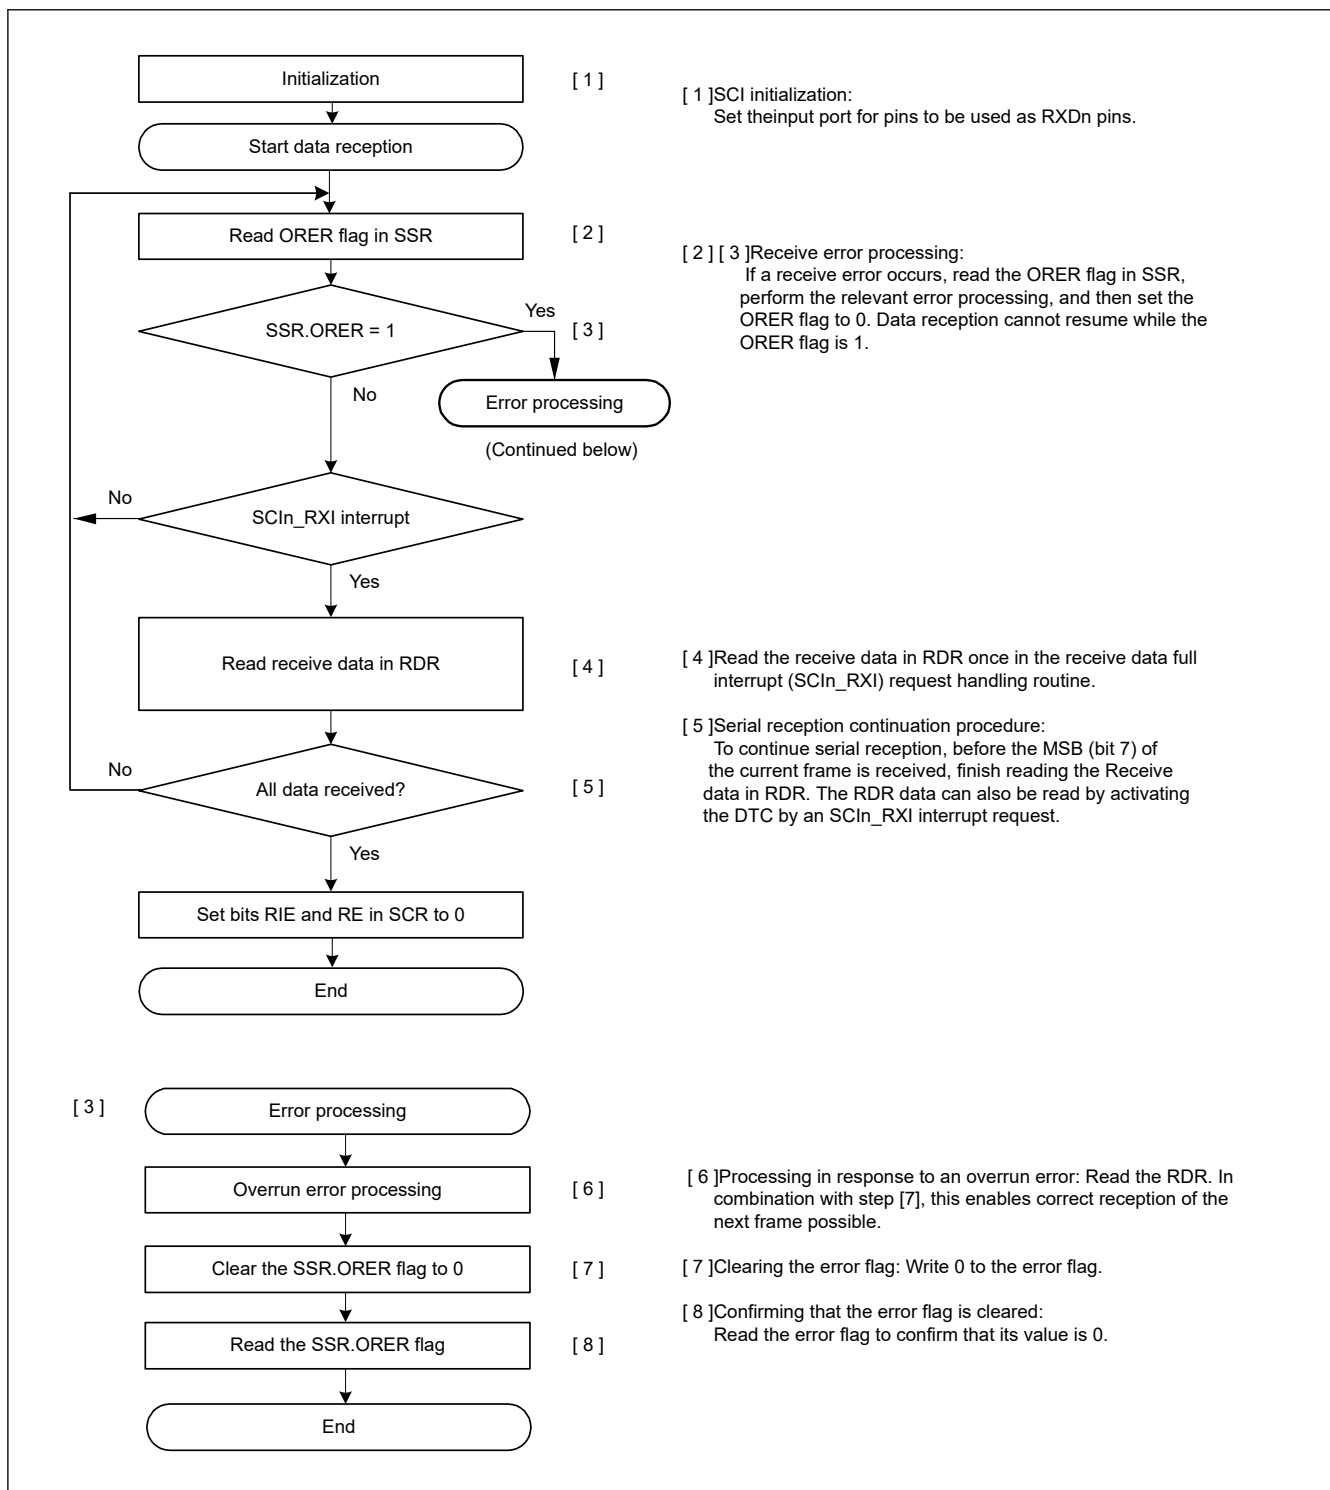 Initialization
[ 1 ]
[ 1 ]SCI initialization:
Set theinput port for pins to be used as RXDn pins.
Start data reception
Read ORER flag in SSR
[ 2 ]
[ 2 ] [ 3 ]Receive error processing:
If a receive error occurs, read the ORER flag in SSR,
perform the relevant error processing, and then set the
ORER flag to 0. Data reception cannot resume while the
ORER flag is 1.
SSR.ORER = 1
Yes
[ 3 ]
No
Error processing
(Continued below)
No
SCIn_RXI interrupt
Yes
Read receive data in RDR
[ 4 ]
[ 4 ]Read the receive data in RDR once in the receive data full
interrupt (SCIn_RXI) request handling routine.
[ 5 ]Serial reception continuation procedure:
To continue serial reception, before the MSB (bit 7) of
the current frame is received, finish reading the Receive
data in RDR. The RDR data can also be read by activating
the DTC by an SCIn_RXI interrupt request.
No
All data received?
[ 5 ]
Yes
Set bits RIE and RE in SCR to 0
End
[ 3 ]
Error processing
Overrun error processing
[ 6 ]
[ 6 ]Processing in response to an overrun error: Read the RDR. In
combination with step [7], this enables correct reception of the
next frame possible.
Clear the SSR.ORER flag to 0
[ 7 ]
[ 7 ]Clearing the error flag: Write 0 to the error flag.
Read the SSR.ORER flag
[ 8 ]
[ 8 ]Confirming that the error flag is cleared:
Read the error flag to confirm that its value is 0.
End